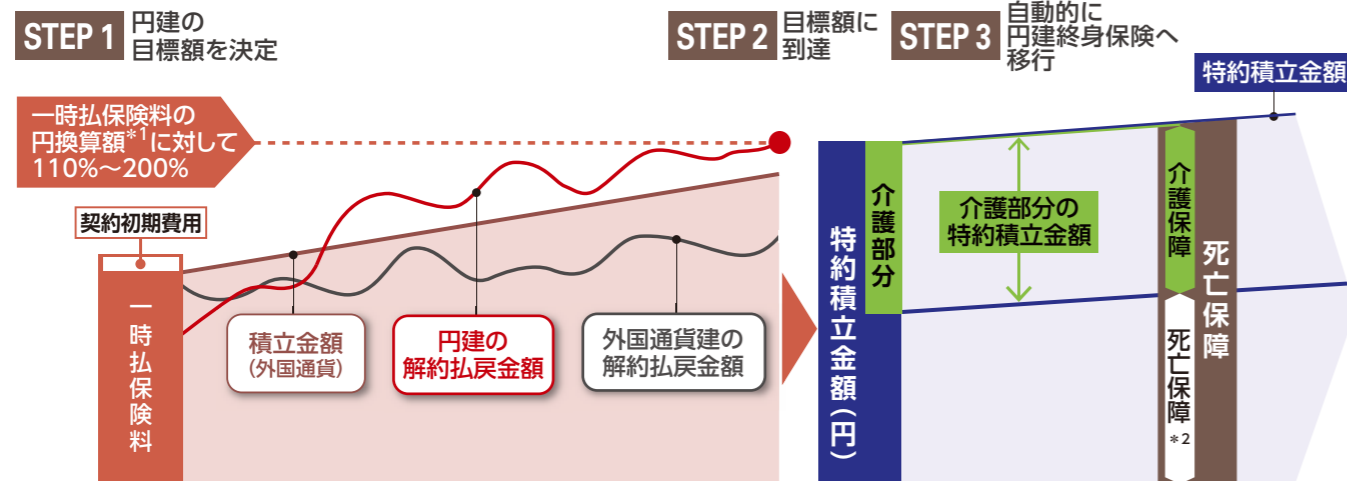 STEP 1
円建の
目標額を決定
STEP 2
目標額に
到達
STEP 3
自動的に
円建終身保険へ
移行
特約積立金額
一時払保険料の
円換算額*1に対して
110%～200%
契約初期費用
一時払保険料
積立金額
(外国通貨)
円建の
解約払戻金額
外国通貨建の
解約払戻金額
特約積立金額(円)
介護部分
介護部分の
特約積立金額
介護保障
死亡保障
*2
死亡保障